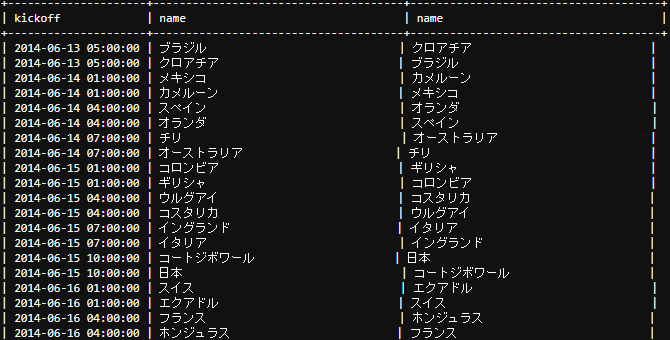 +---------------------+--------------------------------------+--------------------------------------+
| kickoff | name | name |
+---------------------+--------------------------------------+--------------------------------------+
| 2014-06-13 05:00:00 | ブラジル | クロアチア |
| 2014-06-13 05:00:00 | クロアチア | ブラジル |
| 2014-06-14 01:00:00 | メキシコ | カメルーン |
| 2014-06-14 01:00:00 | カメルーン | メキシコ |
| 2014-06-14 04:00:00 | スペイン | オランダ |
| 2014-06-14 04:00:00 | オランダ | スペイン |
| 2014-06-14 07:00:00 | チリ | オーストラリア |
| 2014-06-14 07:00:00 | オーストラリア | チリ |
| 2014-06-15 01:00:00 | コロンビア | ギリシャ |
| 2014-06-15 01:00:00 | ギリシャ | コロンビア |
| 2014-06-15 04:00:00 | ウルグアイ | コスタリカ |
| 2014-06-15 04:00:00 | コスタリカ | ウルグアイ |
| 2014-06-15 07:00:00 | イングランド | イタリア |
| 2014-06-15 07:00:00 | イタリア | イングランド |
| 2014-06-15 10:00:00 | コートジボワール | 日本 |
| 2014-06-15 10:00:00 | 日本 | コートジボワール |
| 2014-06-16 01:00:00 | スイス | エクアドル |
| 2014-06-16 01:00:00 | エクアドル | スイス |
| 2014-06-16 04:00:00 | フランス | ホンジュラス |
| 2014-06-16 04:00:00 | ホンジュラス | フランス |